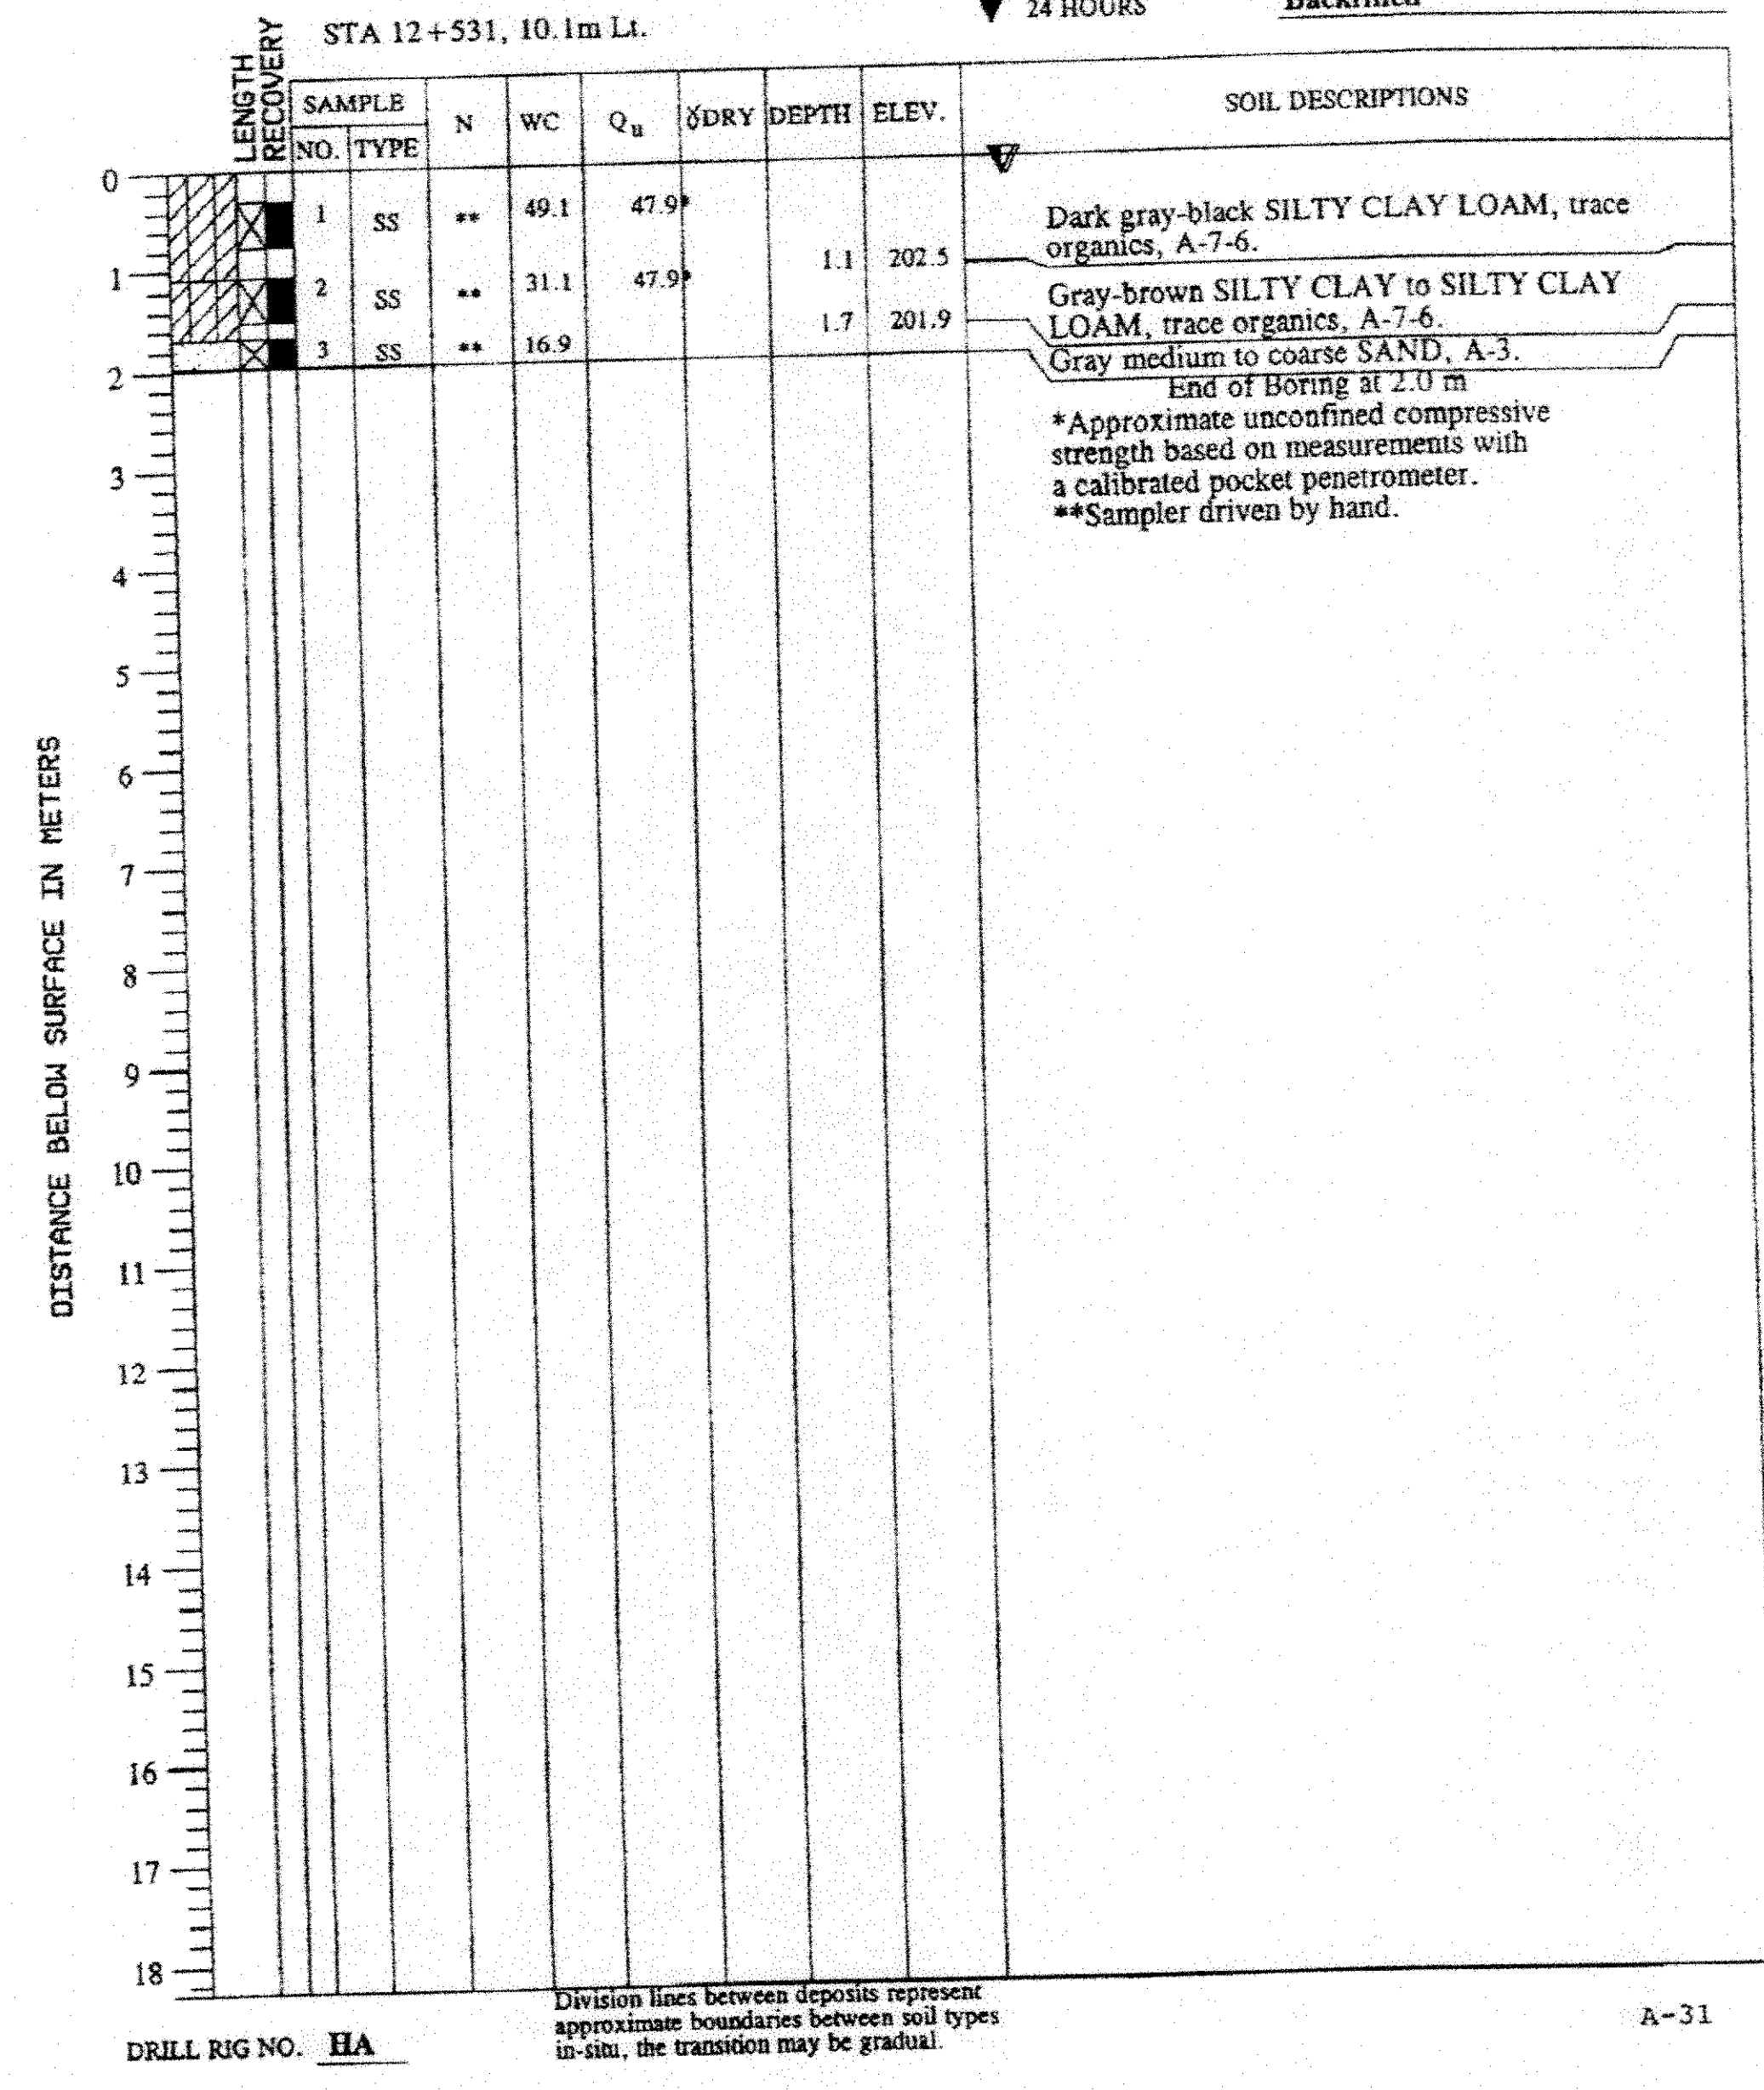 24 HOURS
Backfilled
STA 12+531, 10.1m Lt.
LENGTH
RECOVERY
SAMPLE
NO. TYPE
N
WC
Qu
ɣDRY
DEPTH
ELEV.
SOIL DESCRIPTIONS
1 SS ** 49.1 47.9*
Dark gray-black SILTY CLAY LOAM, trace
organics, A-7-6.
1.1 202.5
2 SS ** 31.1 47.9*
Gray-brown SILTY CLAY to SILTY CLAY
LOAM, trace organics, A-7-6.
1.7 201.9
3 SS ** 16.9
Gray medium to coarse SAND, A-3.
End of Boring at 2.0 m
*Approximate unconfined compressive
strength based on measurements with
a calibrated pocket penetrometer.
**Sampler driven by hand.
DISTANCE BELOW SURFACE IN METERS
0
1
2
3
4
5
6
7
8
9
10
11
12
13
14
15
16
17
18
DRILL RIG NO. HA
Division lines between deposits represent
approximate boundaries between soil types
in-situ, the transition may be gradual.
A-31